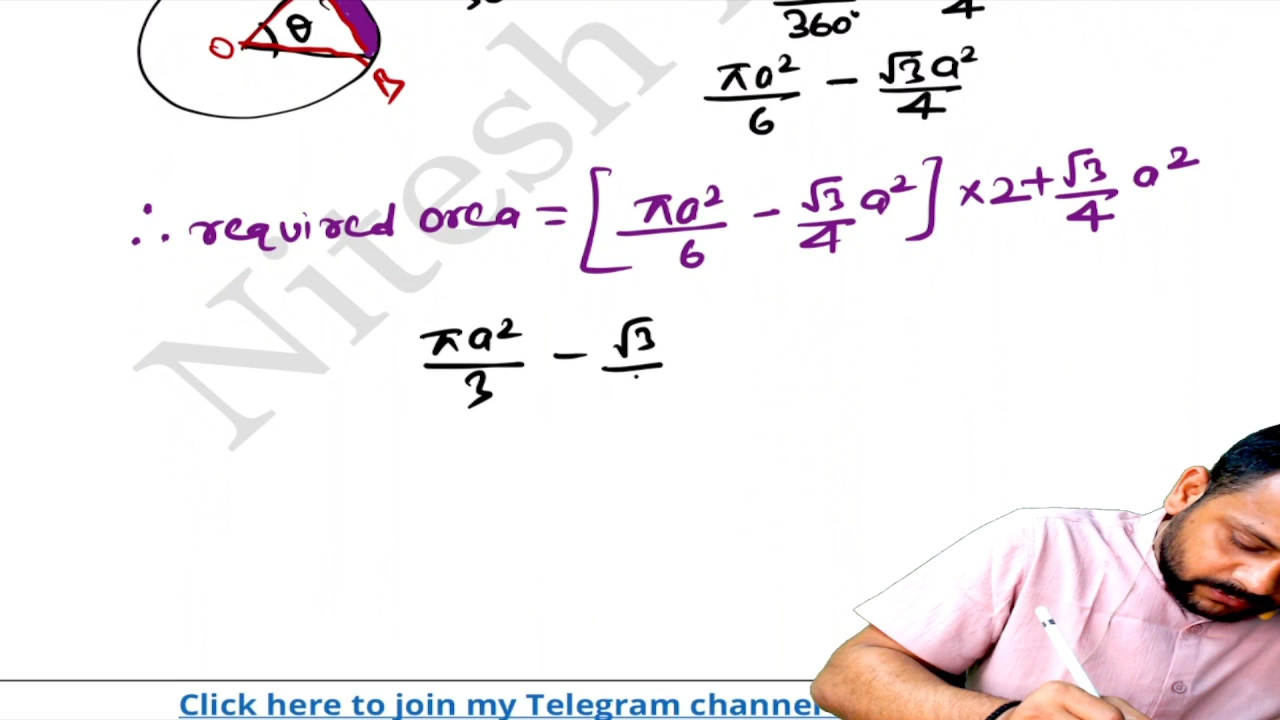 O θ B
360° 4
πa²/6 − √3a²/4
∴ required area = [πa²/6 − √3/4 a²] ×2 + √3/4 a²
πa²/3 − √3
Nitesh
Click here to join my Telegram channel